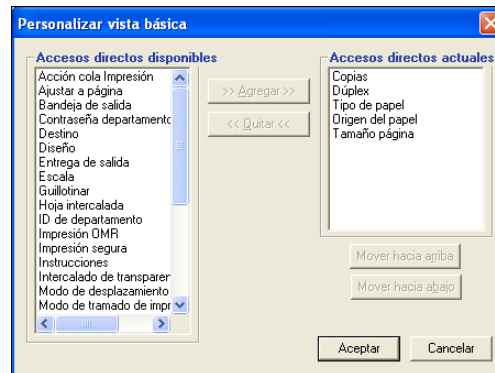 Personalizar vista básica
Accesos directos disponibles
Acción cola Impresión
Ajustar a página
Bandeja de salida
Contraseña departamento
Destino
Diseño
Entrega de salida
Escala
Guillotinar
Hoja intercalada
ID de departamento
Impresión OMR
Impresión segura
Instrucciones
Intercalado de transparer
Modo de desplazamiento
Modo de tramado de impr
>> Agregar >>
<< Quitar <<
Accesos directos actuales
Copias
Dúplex
Tipo de papel
Origen del papel
Tamaño página
Mover hacia arriba
Mover hacia abajo
Aceptar
Cancelar